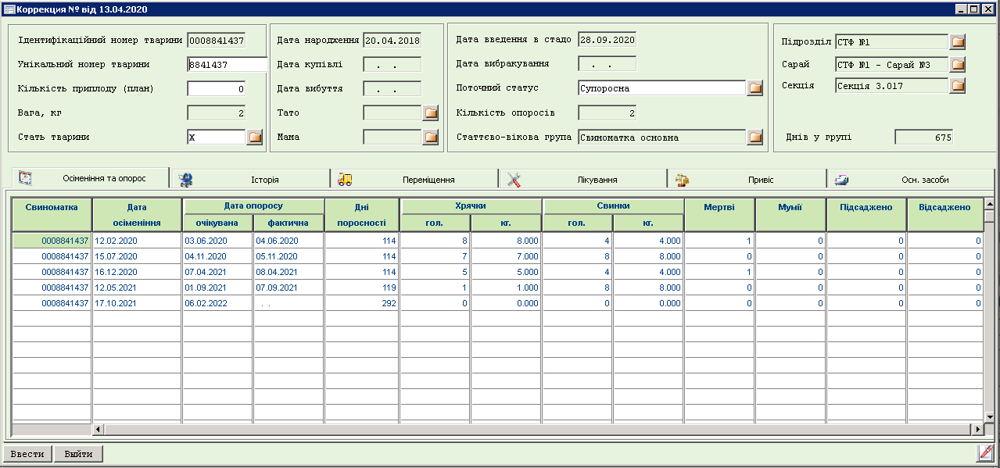 Коррекция № від 13.04.2020
Ідентифікаційний номер тварини 0008841437 Дата народження 20.04.2018 Дата введення в стадо 28.09.2020 Підрозділ СТФ №1
Унікальний номер тварини 8841437 Дата купівлі . . Дата вибракування . . Сарай СТФ №1 - Сарай №3
Кількість приплоду (план) 0 Дата вибуття . . Поточний статус Супоросна Секція Секція 3.017
Вага, кг 2 Тато Кількість опоросів 2
Стать тварини Ж Мама Статтєво-вікова група Свиноматка основна Днів у групі 675
Осіменіння та опорос Історія Переміщення Лікування Привіс Осн. засоби
Свиноматка Дата Дата опоросу Дні Хрячки Свинки Мертві Мумії Підсаджено Відсаджено
осіменіння очікувана фактична поросності гол. кг. гол. кг.
0008841437 12.02.2020 03.06.2020 04.06.2020 114 8 8.000 4 4.000 1 0 0 0
0008841437 15.07.2020 04.11.2020 05.11.2020 114 7 7.000 8 8.000 0 0 0 0
0008841437 16.12.2020 07.04.2021 08.04.2021 114 5 5.000 4 4.000 1 0 0 0
0008841437 12.05.2021 01.09.2021 07.09.2021 119 1 1.000 8 8.000 0 0 0 0
0008841437 17.10.2021 06.02.2022 . . 292 0 0.000 0 0.000 0 0 0 0
Ввести Выйти